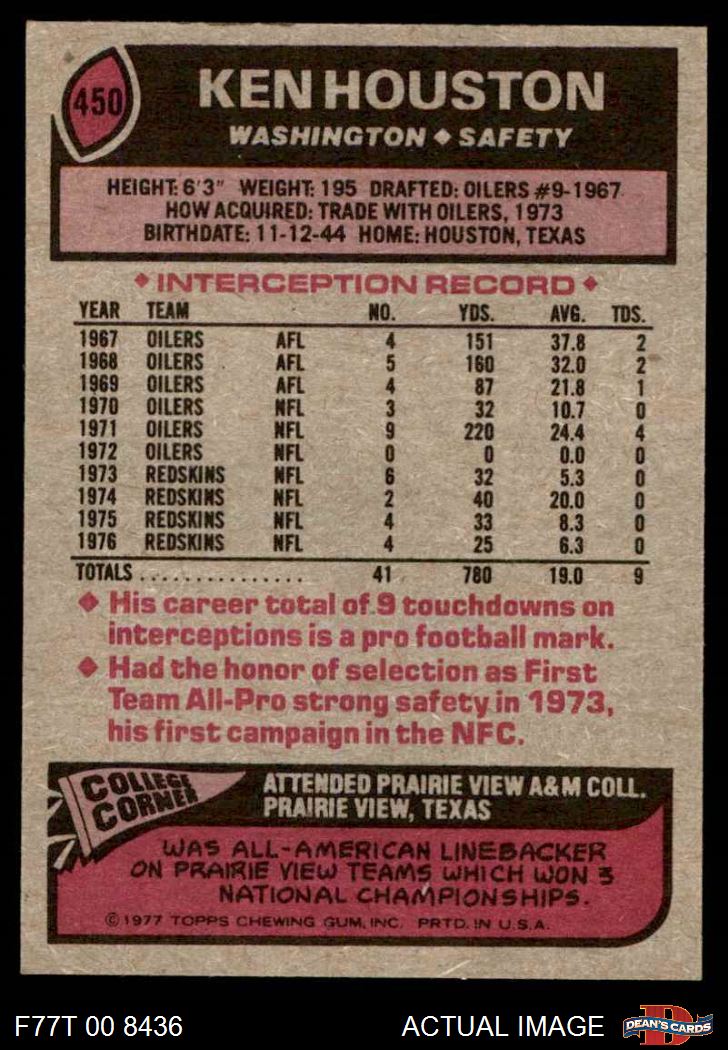 450
KEN HOUSTON
WASHINGTON ◆ SAFETY
HEIGHT: 6'3" WEIGHT: 195 DRAFTED: OILERS #9-1967
HOW ACQUIRED: TRADE WITH OILERS, 1973
BIRTHDATE: 11-12-44 HOME: HOUSTON, TEXAS
◆ INTERCEPTION RECORD ◆
YEAR TEAM NO. YDS. AVG. TDS.
1967 OILERS AFL 4 151 37.8 2
1968 OILERS AFL 5 160 32.0 2
1969 OILERS AFL 4 87 21.8 1
1970 OILERS NFL 3 32 10.7 0
1971 OILERS NFL 9 220 24.4 4
1972 OILERS NFL 0 0 0.0 0
1973 REDSKINS NFL 6 32 5.3 0
1974 REDSKINS NFL 2 40 20.0 0
1975 REDSKINS NFL 4 33 8.3 0
1976 REDSKINS NFL 4 25 6.3 0
TOTALS . . . . . . . . . . . . . . . 41 780 19.0 9
◆ His career total of 9 touchdowns on
interceptions is a pro football mark.
◆ Had the honor of selection as First
Team All-Pro strong safety in 1973,
his first campaign in the NFC.
COLLEGE
CORNER
ATTENDED PRAIRIE VIEW A&M COLL.
PRAIRIE VIEW, TEXAS
WAS ALL-AMERICAN LINEBACKER
ON PRAIRIE VIEW TEAMS WHICH WON 3
NATIONAL CHAMPIONSHIPS.
© 1977 TOPPS CHEWING GUM, INC. PRTD. IN U.S.A.
F77T 00 8436
ACTUAL IMAGE
D
DEAN'S CARDS